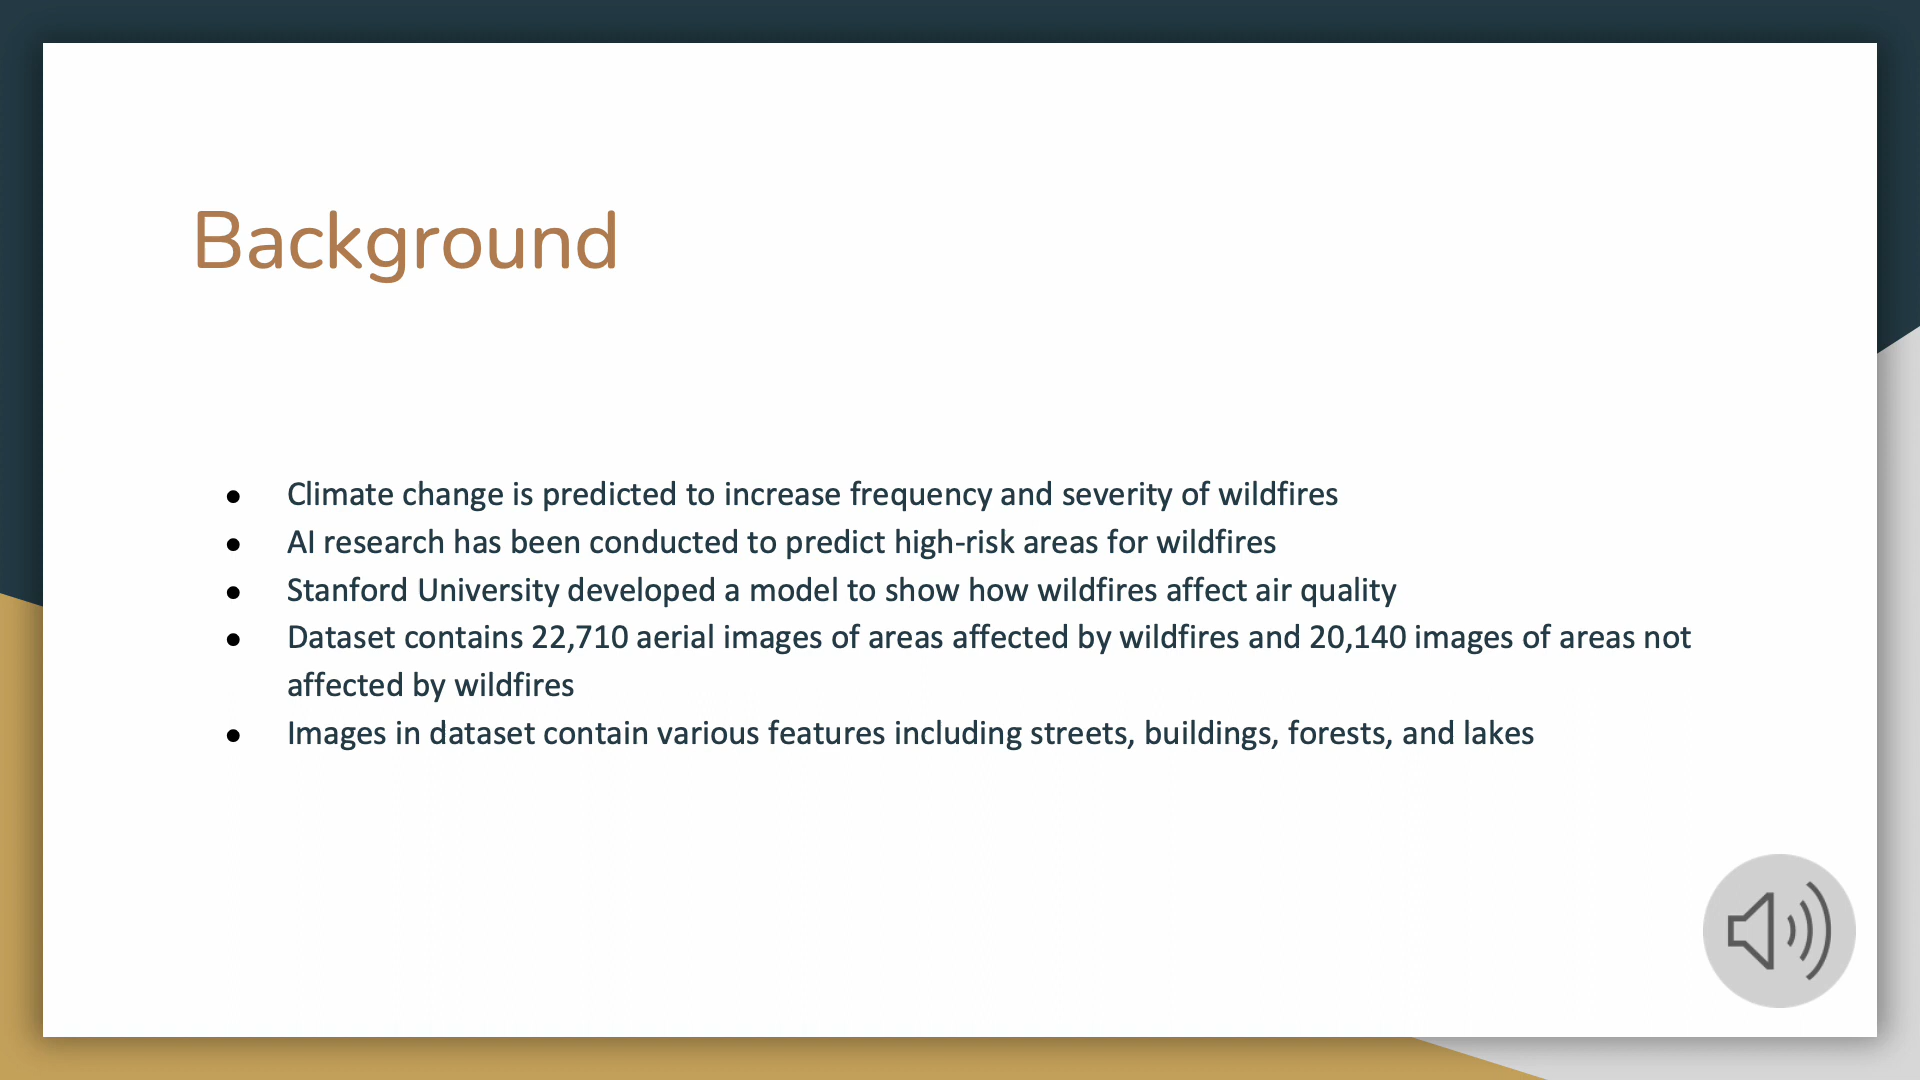 Background
● Climate change is predicted to increase frequency and severity of wildfires
● AI research has been conducted to predict high-risk areas for wildfires
● Stanford University developed a model to show how wildfires affect air quality
● Dataset contains 22,710 aerial images of areas affected by wildfires and 20,140 images of areas not
affected by wildfires
● Images in dataset contain various features including streets, buildings, forests, and lakes